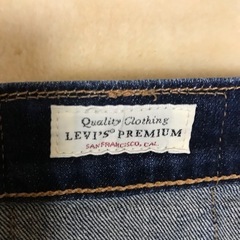 Quality Clothing
LEVI'S® PREMIUM
SAN FRANCISCO, CAL